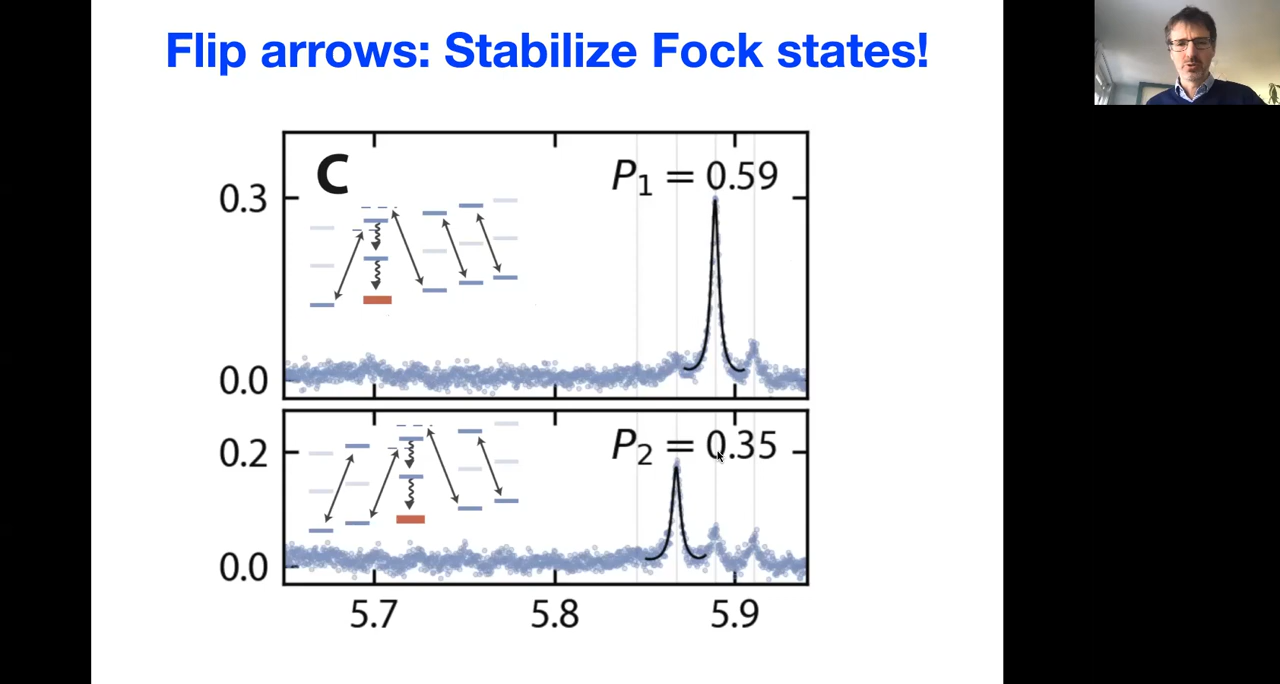 Flip arrows: Stabilize Fock states!
C
P1 = 0.59
0.3
0.0
P2 = 0.35
0.2
0.0
5.7 5.8 5.9